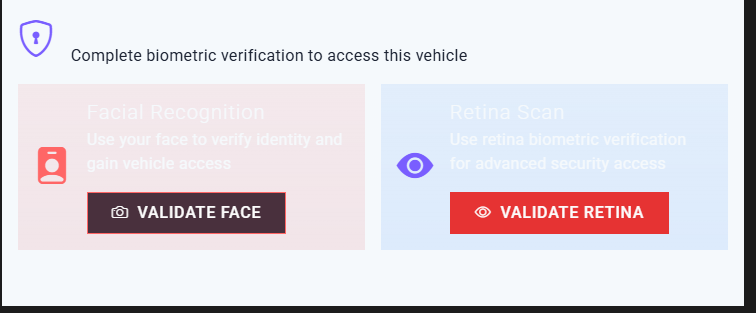 Complete biometric verification to access this vehicle
Facial Recognition
Use your face to verify identity and
gain vehicle access
VALIDATE FACE
Retina Scan
Use retina biometric verification
for advanced security access
VALIDATE RETINA